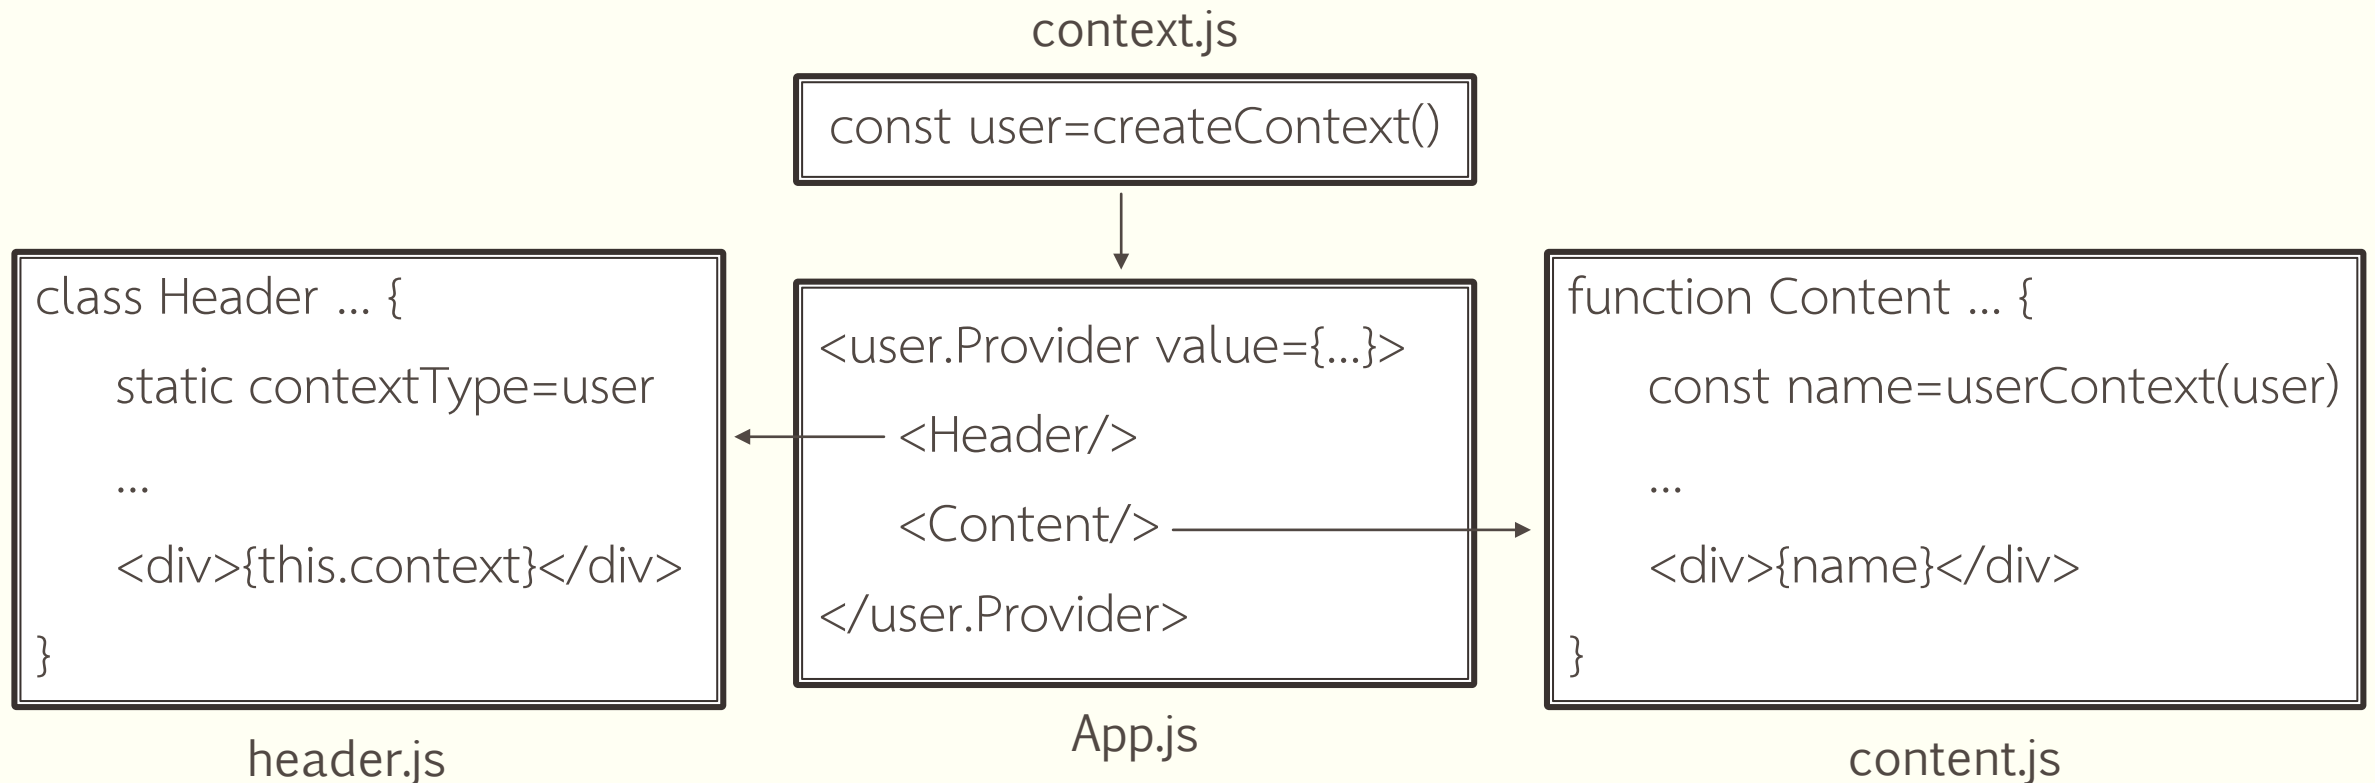 context.js
const user=createContext()
class Header ... {
static contextType=user
...
<div>{this.context}</div>
}
header.js
<user.Provider value={...}>
<Header/>
<Content/>
</user.Provider>
App.js
function Content ... {
const name=userContext(user)
...
<div>{name}</div>
}
content.js